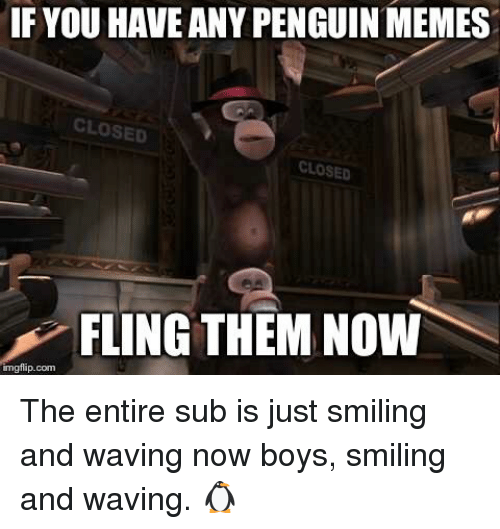 IF YOU HAVE ANY PENGUIN MEMES
CLOSED
CLOSED
FLING THEM NOW
imgflip.com
The entire sub is just smiling
and waving now boys, smiling
and waving. 🐧